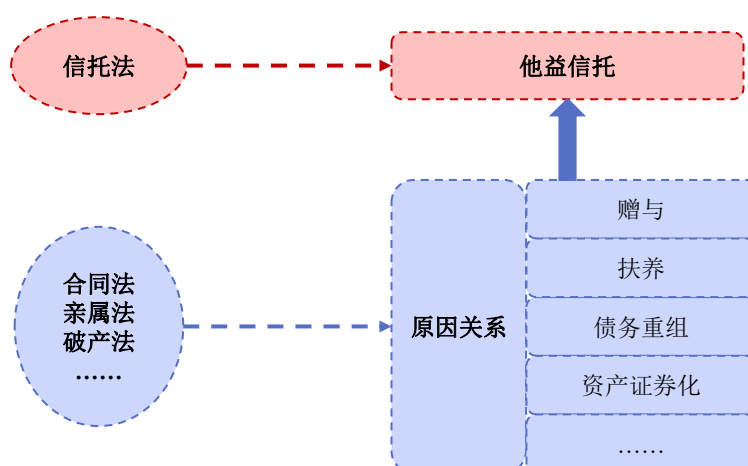 信托法
他益信托
合同法
亲属法
破产法
……
原因关系
赠与
扶养
债务重组
资产证券化
……